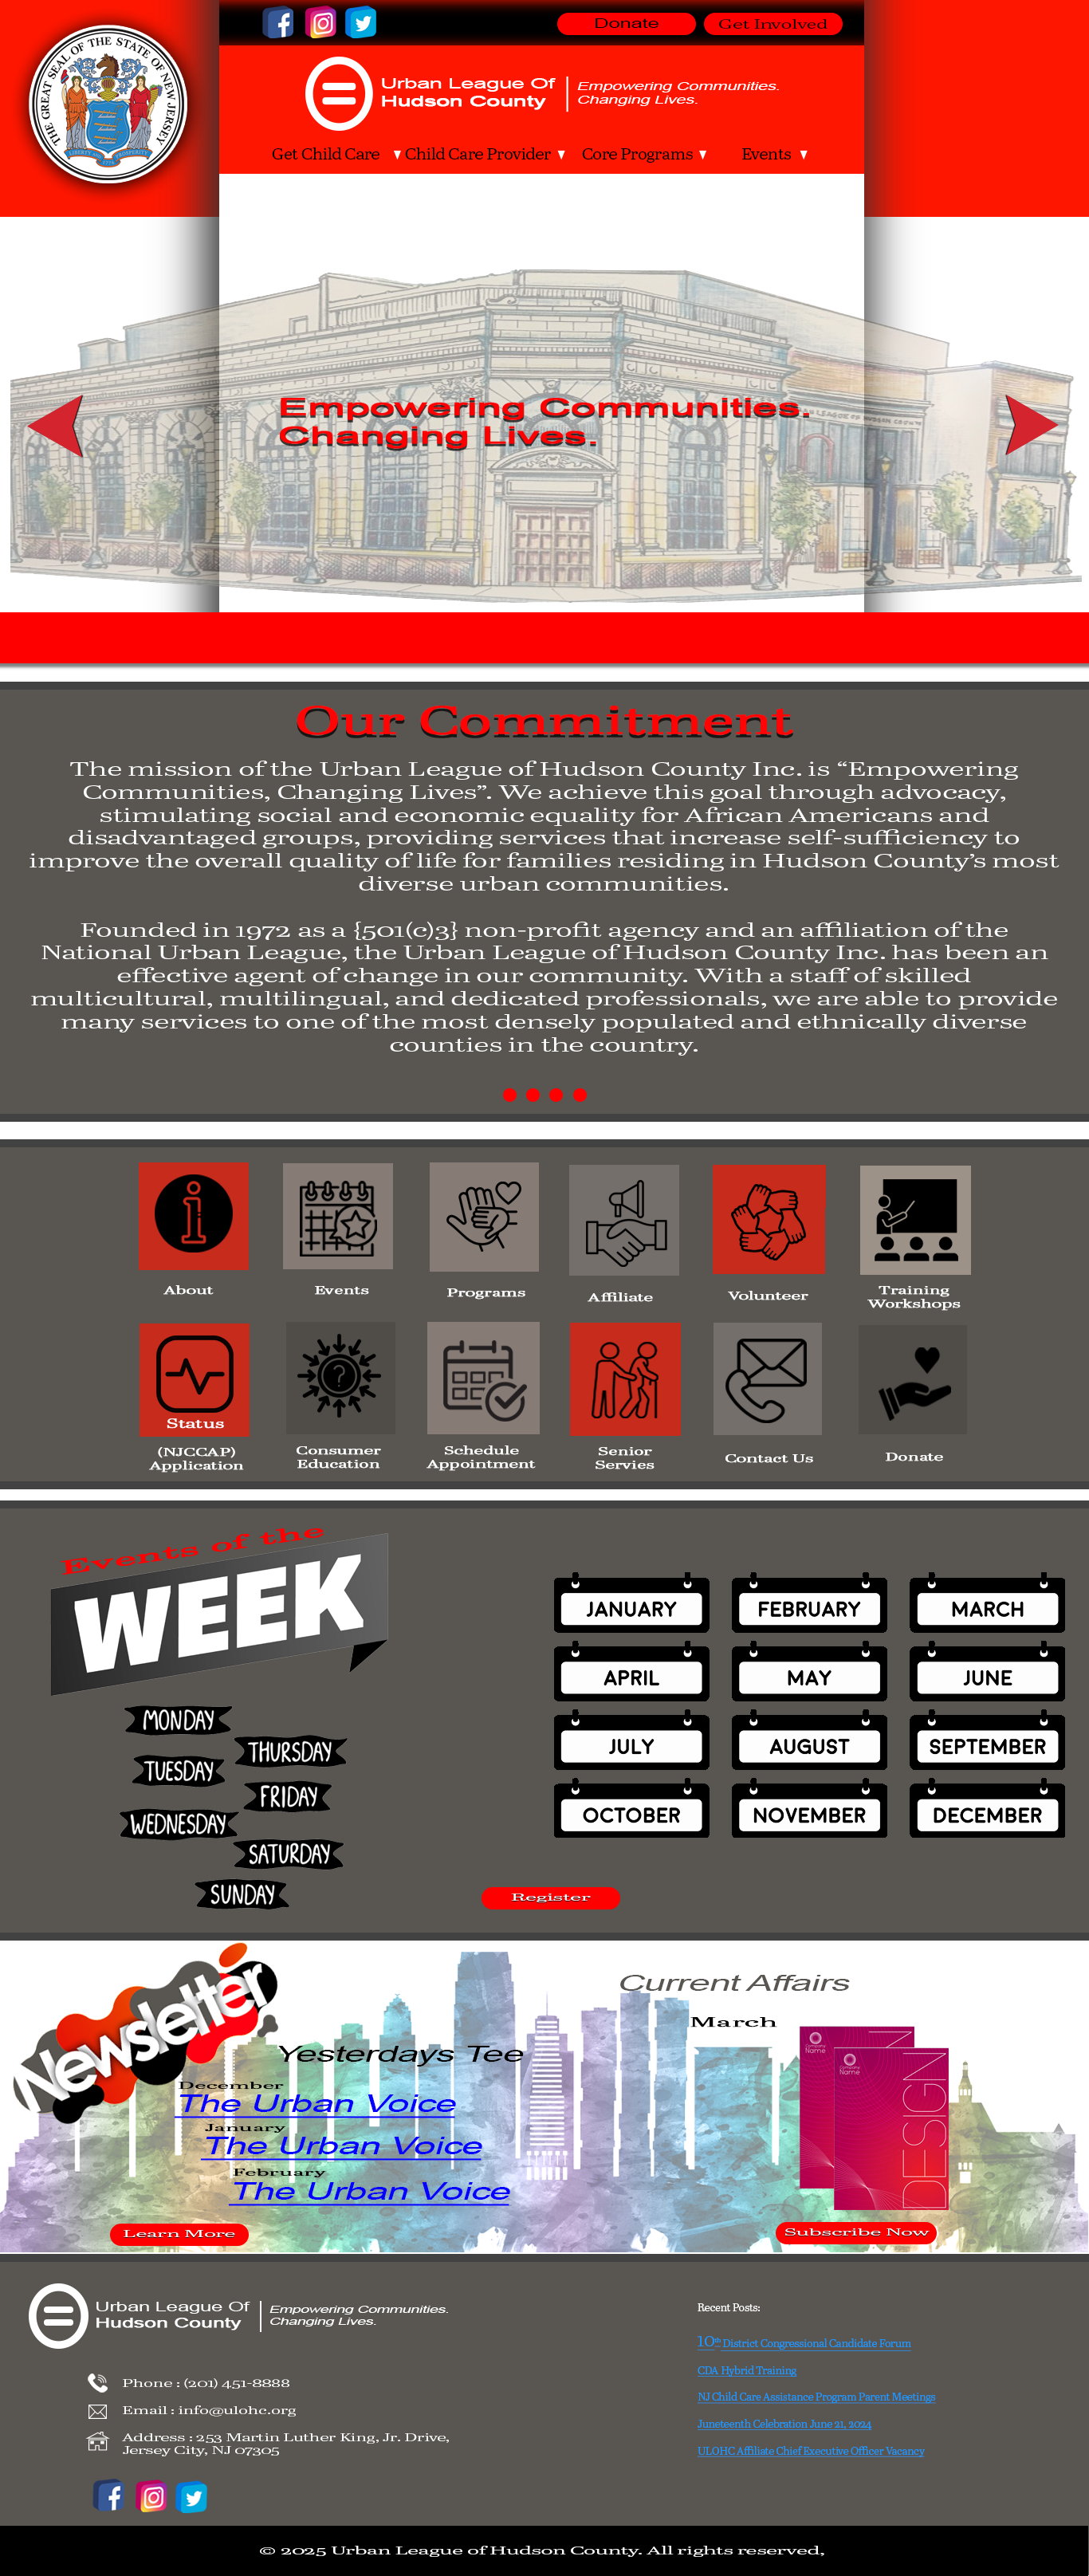 THE GREAT SEAL OF THE STATE OF NEW JERSEY
LIBERTY AND PROSPERITY
1776
Donate
Get Involved
Urban League Of
Hudson County
Empowering Communities.
Changing Lives.
Get Child Care
Child Care Provider
Core Programs
Events
Empowering Communities.
Changing Lives.
Our Commitment
The mission of the Urban League of Hudson County Inc. is “Empowering
Communities, Changing Lives”. We achieve this goal through advocacy,
stimulating social and economic equality for African Americans and
disadvantaged groups, providing services that increase self-sufficiency to
improve the overall quality of life for families residing in Hudson County’s most
diverse urban communities.
Founded in 1972 as a {501(c)3} non-profit agency and an affiliation of the
National Urban League, the Urban League of Hudson County Inc. has been an
effective agent of change in our community. With a staff of skilled
multicultural, multilingual, and dedicated professionals, we are able to provide
many services to one of the most densely populated and ethnically diverse
counties in the country.
About
Events
Programs
Affiliate
Volunteer
Training
Workshops
Status
(NJCCAP)
Application
Consumer
Education
Schedule
Appointment
Senior
Servies
Contact Us
Donate
Events of the
WEEK
MONDAY
THURSDAY
TUESDAY
FRIDAY
WEDNESDAY
SATURDAY
SUNDAY
JANUARY
FEBRUARY
MARCH
APRIL
MAY
JUNE
JULY
AUGUST
SEPTEMBER
OCTOBER
NOVEMBER
DECEMBER
Register
Newsletter
Yesterdays Tee
December
The Urban Voice
January
The Urban Voice
February
The Urban Voice
Learn More
Current Affairs
March
Company
Name
Company
Name
DESIGN
Subscribe Now
Urban League Of
Hudson County
Empowering Communities.
Changing Lives.
Phone : (201) 451-8888
Email : info@ulohc.org
Address : 253 Martin Luther King, Jr. Drive,
Jersey City, NJ 07305
Recent Posts:
10th District Congressional Candidate Forum
CDA Hybrid Training
NJ Child Care Assistance Program Parent Meetings
Juneteenth Celebration June 21, 2024
ULOHC Affiliate Chief Executive Officer Vacancy
© 2025 Urban League of Hudson County. All rights reserved,